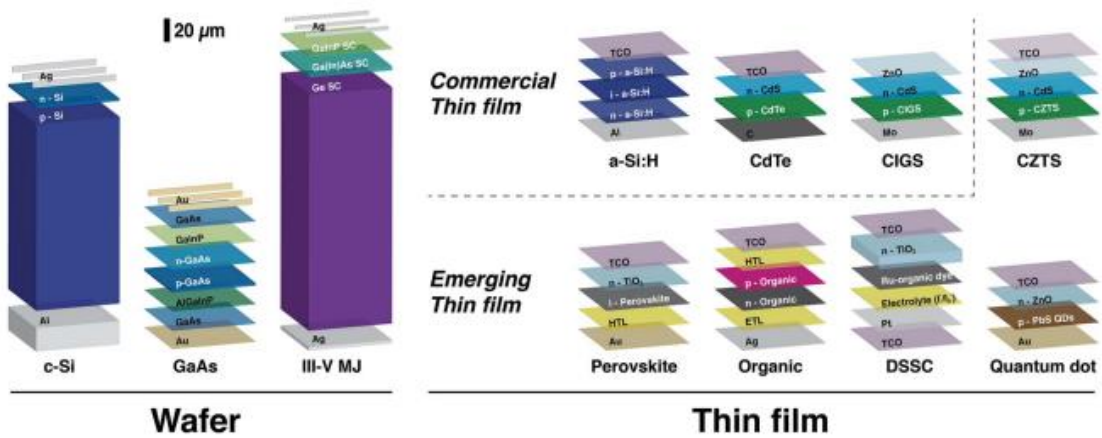 20 µm
Ag
n - Si
p - Si
Al
c-Si
Au
GaAs
GaInP
n-GaAs
p-GaAs
AlGaInP
GaAs
Au
GaAs
Ag
GaInP SC
Ga(In)As SC
Ge SC
Ag
III-V MJ
Wafer
Commercial
Thin film
TCO
p - a-Si:H
i - a-Si:H
n - a-Si:H
Al
a-Si:H
TCO
n - CdS
p - CdTe
C
CdTe
ZnO
n - CdS
p - CIGS
Mo
CIGS
TCO
ZnO
n - CdS
p - CZTS
Mo
CZTS
Emerging
Thin film
TCO
n - TiO₂
i - Perovskite
HTL
Au
Perovskite
TCO
HTL
p - Organic
n - Organic
ETL
Ag
Organic
TCO
n - TiO₂
Ru-organic dye
Electrolyte
Pt
TCO
DSSC
TCO
n - ZnO
p - PbS QDs
Au
Quantum dot
Thin film